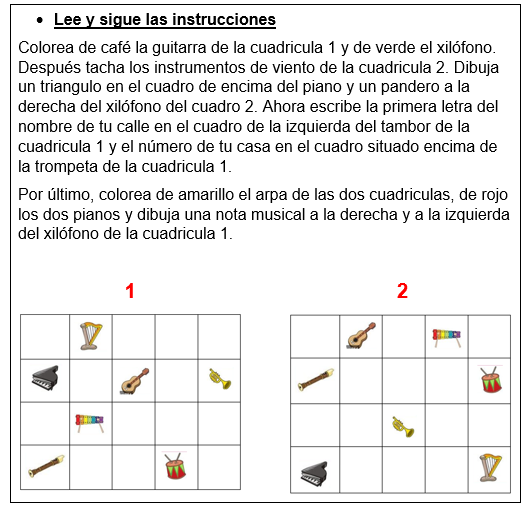 • Lee y sigue las instrucciones
Colorea de café la guitarra de la cuadricula 1 y de verde el xilófono.
Después tacha los instrumentos de viento de la cuadricula 2. Dibuja
un triangulo en el cuadro de encima del piano y un pandero a la
derecha del xilófono del cuadro 2. Ahora escribe la primera letra del
nombre de tu calle en el cuadro de la izquierda del tambor de la
cuadricula 1 y el número de tu casa en el cuadro situado encima de
la trompeta de la cuadricula 1.
Por último, colorea de amarillo el arpa de las dos cuadriculas, de rojo
los dos pianos y dibuja una nota musical a la derecha y a la izquierda
del xilófono de la cuadricula 1.
1
2